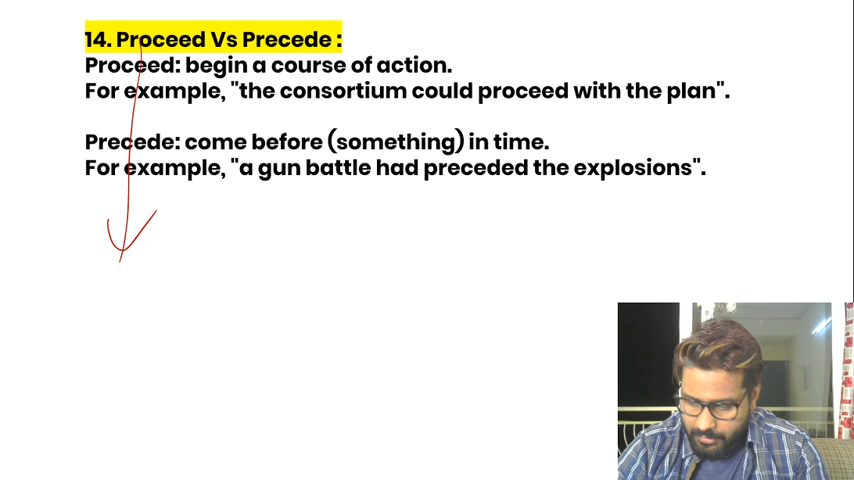 14. Proceed Vs Precede :
Proceed: begin a course of action.
For example, "the consortium could proceed with the plan".
Precede: come before (something) in time.
For example, "a gun battle had preceded the explosions".